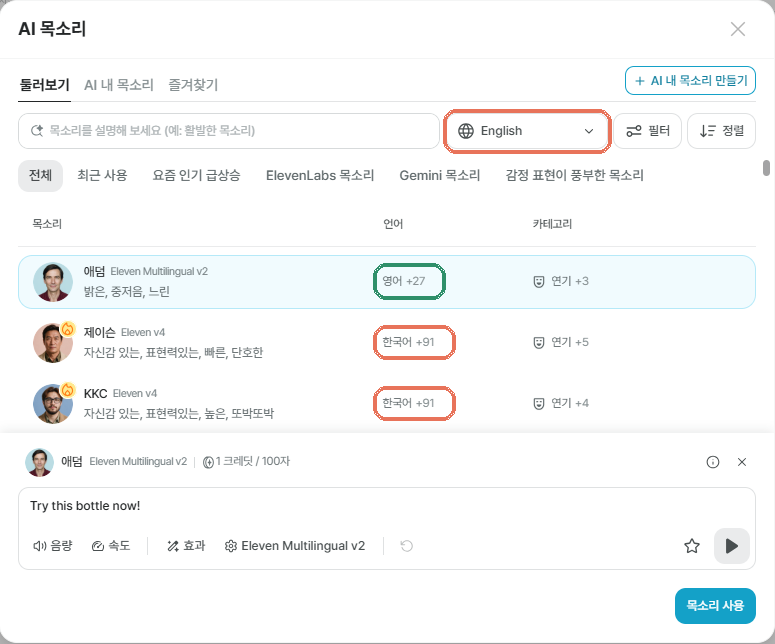 AI 목소리
둘러보기 AI 내 목소리 즐겨찾기
+ AI 내 목소리 만들기
목소리를 설명해 보세요 (예: 활발한 목소리)
English
필터
정렬
전체 최근 사용 요즘 인기 급상승 ElevenLabs 목소리 Gemini 목소리 감정 표현이 풍부한 목소리
목소리 언어 카테고리
애덤 Eleven Multilingual v2
밝은, 중저음, 느린
영어 +27
연기 +3
제이슨 Eleven v4
자신감 있는, 표현력있는, 빠른, 단호한
한국어 +91
연기 +5
KKC Eleven v4
자신감 있는, 표현력있는, 높은, 또박또박
한국어 +91
연기 +4
애덤 Eleven Multilingual v2 1 크레딧 / 100자
Try this bottle now!
음량 속도 효과 Eleven Multilingual v2
목소리 사용